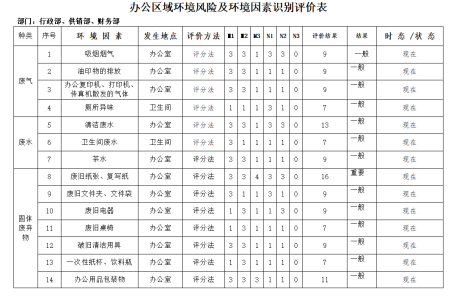 办公区域环境风险及环境因素识别评价表
部门：行政部、供销部、财务部
种类 序号 环 境 因 素 发生地点 评价方法 M1 M2 M3 N1 N2 N3 评价结果 结果 时 态 /状 态
废气
1 吸烟烟气 办公室 评分法 3 3 1 3 3 0 9 一般 现在
2 油印物的排放 办公室 评分法 3 3 1 1 1 0 9 一般 现在
3 办公复印机、打印机、传真机散发的气体 办公室 评分法 3 3 1 1 1 0 9 一般 现在
4 厕所异味 卫生间 评分法 1 1 1 3 1 0 7 一般 现在
废水
5 清洁废水 办公室 评分法 3 3 1 3 3 0 13 一般 现在
6 卫生间废水 卫生间 评分法 3 1 1 1 1 0 7 一般 现在
7 茶水 办公室 评分法 3 3 1 1 1 0 9 一般 现在
固体废弃物
8 废旧纸张、复写纸 办公室 评分法 3 3 4 3 3 0 16 重要 现在
9 废旧文件夹、文件袋 办公室 评分法 3 1 1 3 1 0 9 一般 现在
10 废旧电器 办公室 评分法 1 3 1 1 3 0 9 一般 现在
11 废旧桌椅 办公室 评分法 1 3 1 1 1 0 7 一般 现在
12 破旧清洁用具 办公室 评分法 3 3 1 1 1 0 9 一般 现在
13 一次性纸杯、饮料瓶 办公室 评分法 1 3 1 1 1 0 7 一般 现在
14 办公用品包装物 办公室 评分法 3 3 3 1 1 0 11 一般 现在